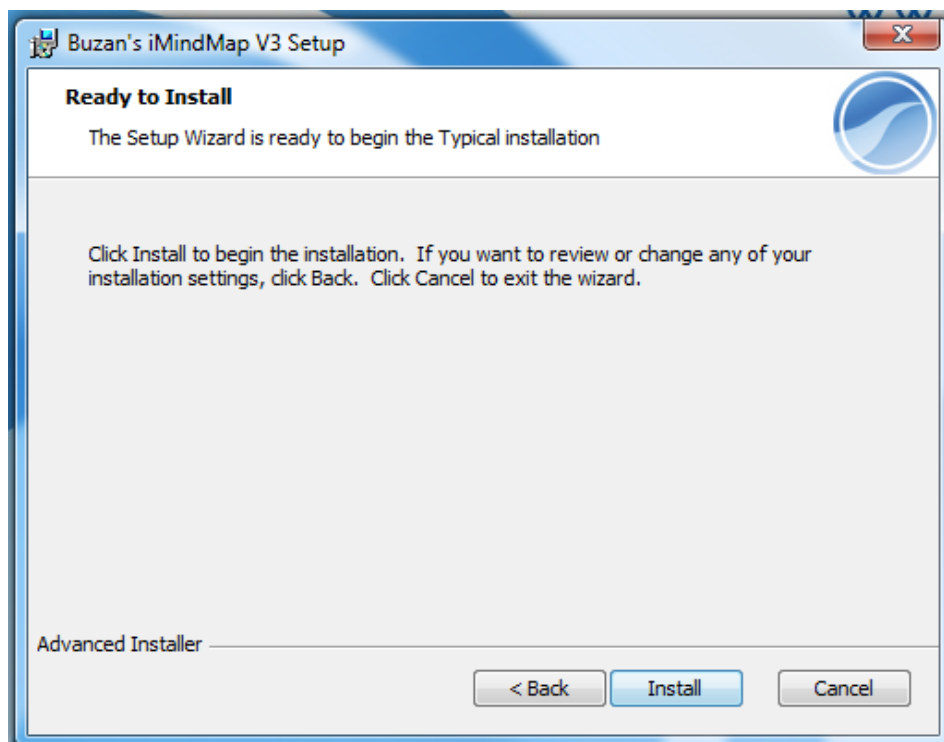 Buzan's iMindMap V3 Setup
Ready to Install
The Setup Wizard is ready to begin the Typical installation
Click Install to begin the installation.  If you want to review or change any of your
installation settings, click Back.  Click Cancel to exit the wizard.
Advanced Installer
< Back
Install
Cancel